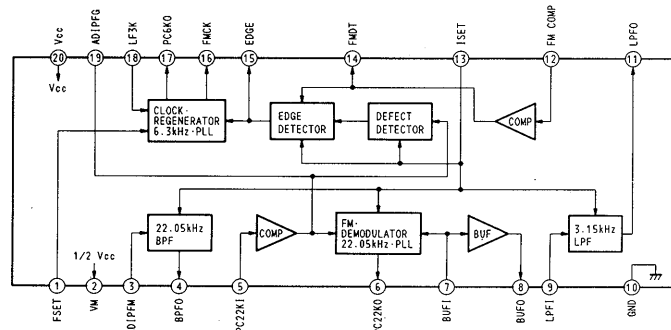 Vcc
ADIPFG
LF3K
PC6KO
FMCK
EDGE
FMDT
ISET
FM COMP
LPFO
20
19
18
17
16
15
14
13
12
11
Vcc
CLOCK·
REGENERATOR
6.3kHz·PLL
EDGE
DETECTOR
DEFECT
DETECTOR
COMP
22.05kHz
BPF
COMP
FM·
DEMODULATOR
22.05kHz·PLL
BUF
3.15kHz
LPF
1/2 Vcc
1
2
3
4
5
6
7
8
9
10
FSET
VM
DIPFM
BPFO
PC22KI
PC22KO
BUFI
BUFO
LPFI
GND